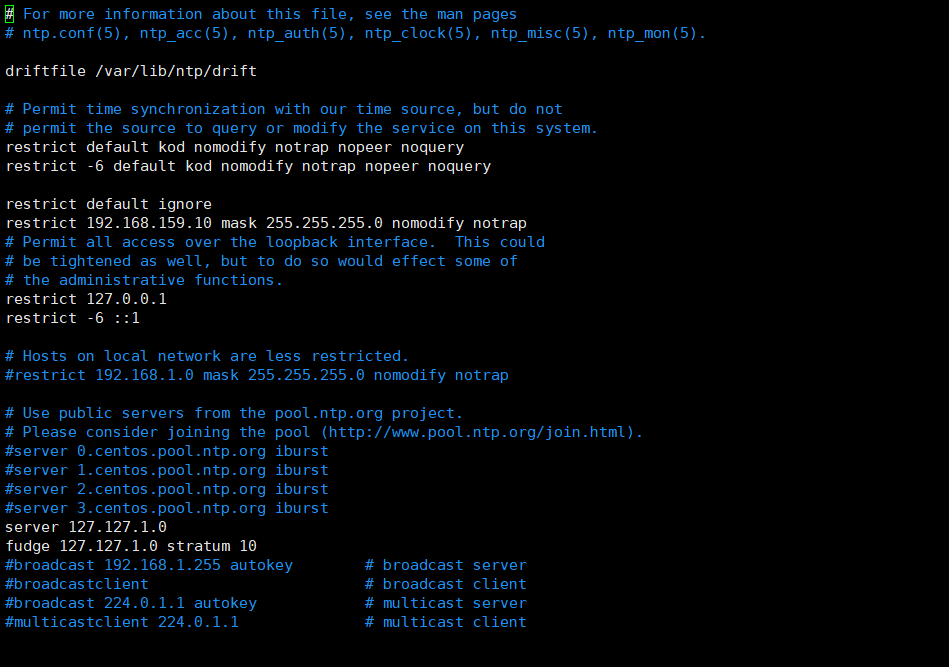 # For more information about this file, see the man pages
# ntp.conf(5), ntp_acc(5), ntp_auth(5), ntp_clock(5), ntp_misc(5), ntp_mon(5).
driftfile /var/lib/ntp/drift
# Permit time synchronization with our time source, but do not
# permit the source to query or modify the service on this system.
restrict default kod nomodify notrap nopeer noquery
restrict -6 default kod nomodify notrap nopeer noquery
restrict default ignore
restrict 192.168.159.10 mask 255.255.255.0 nomodify notrap
# Permit all access over the loopback interface.  This could
# be tightened as well, but to do so would effect some of
# the administrative functions.
restrict 127.0.0.1
restrict -6 ::1
# Hosts on local network are less restricted.
#restrict 192.168.1.0 mask 255.255.255.0 nomodify notrap
# Use public servers from the pool.ntp.org project.
# Please consider joining the pool (http://www.pool.ntp.org/join.html).
#server 0.centos.pool.ntp.org iburst
#server 1.centos.pool.ntp.org iburst
#server 2.centos.pool.ntp.org iburst
#server 3.centos.pool.ntp.org iburst
server 127.127.1.0
fudge 127.127.1.0 stratum 10
#broadcast 192.168.1.255 autokey        # broadcast server
#broadcastclient                        # broadcast client
#broadcast 224.0.1.1 autokey            # multicast server
#multicastclient 224.0.1.1              # multicast client